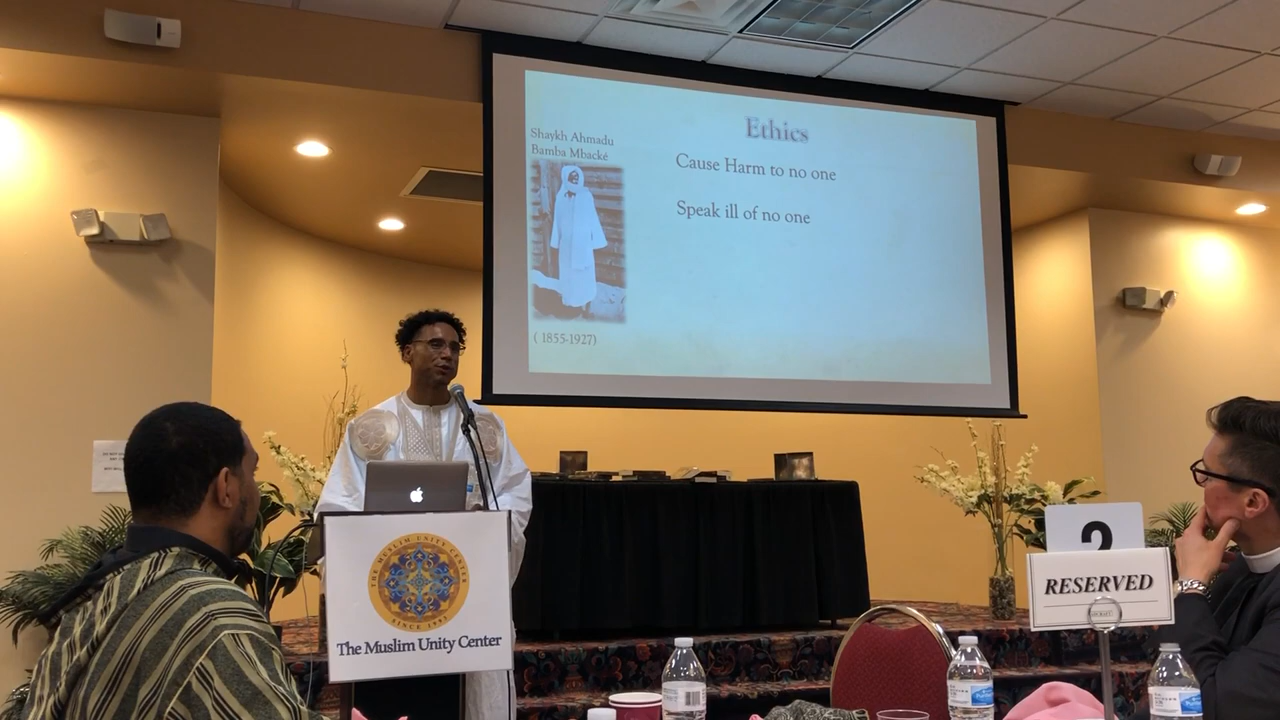 Ethics
Shaykh Ahmadu
Bamba Mbacké
Cause Harm to no one
Speak ill of no one
( 1855-1927)
THE MUSLIM UNITY CENTER
SINCE 1993
The Muslim Unity Center
2
RESERVED